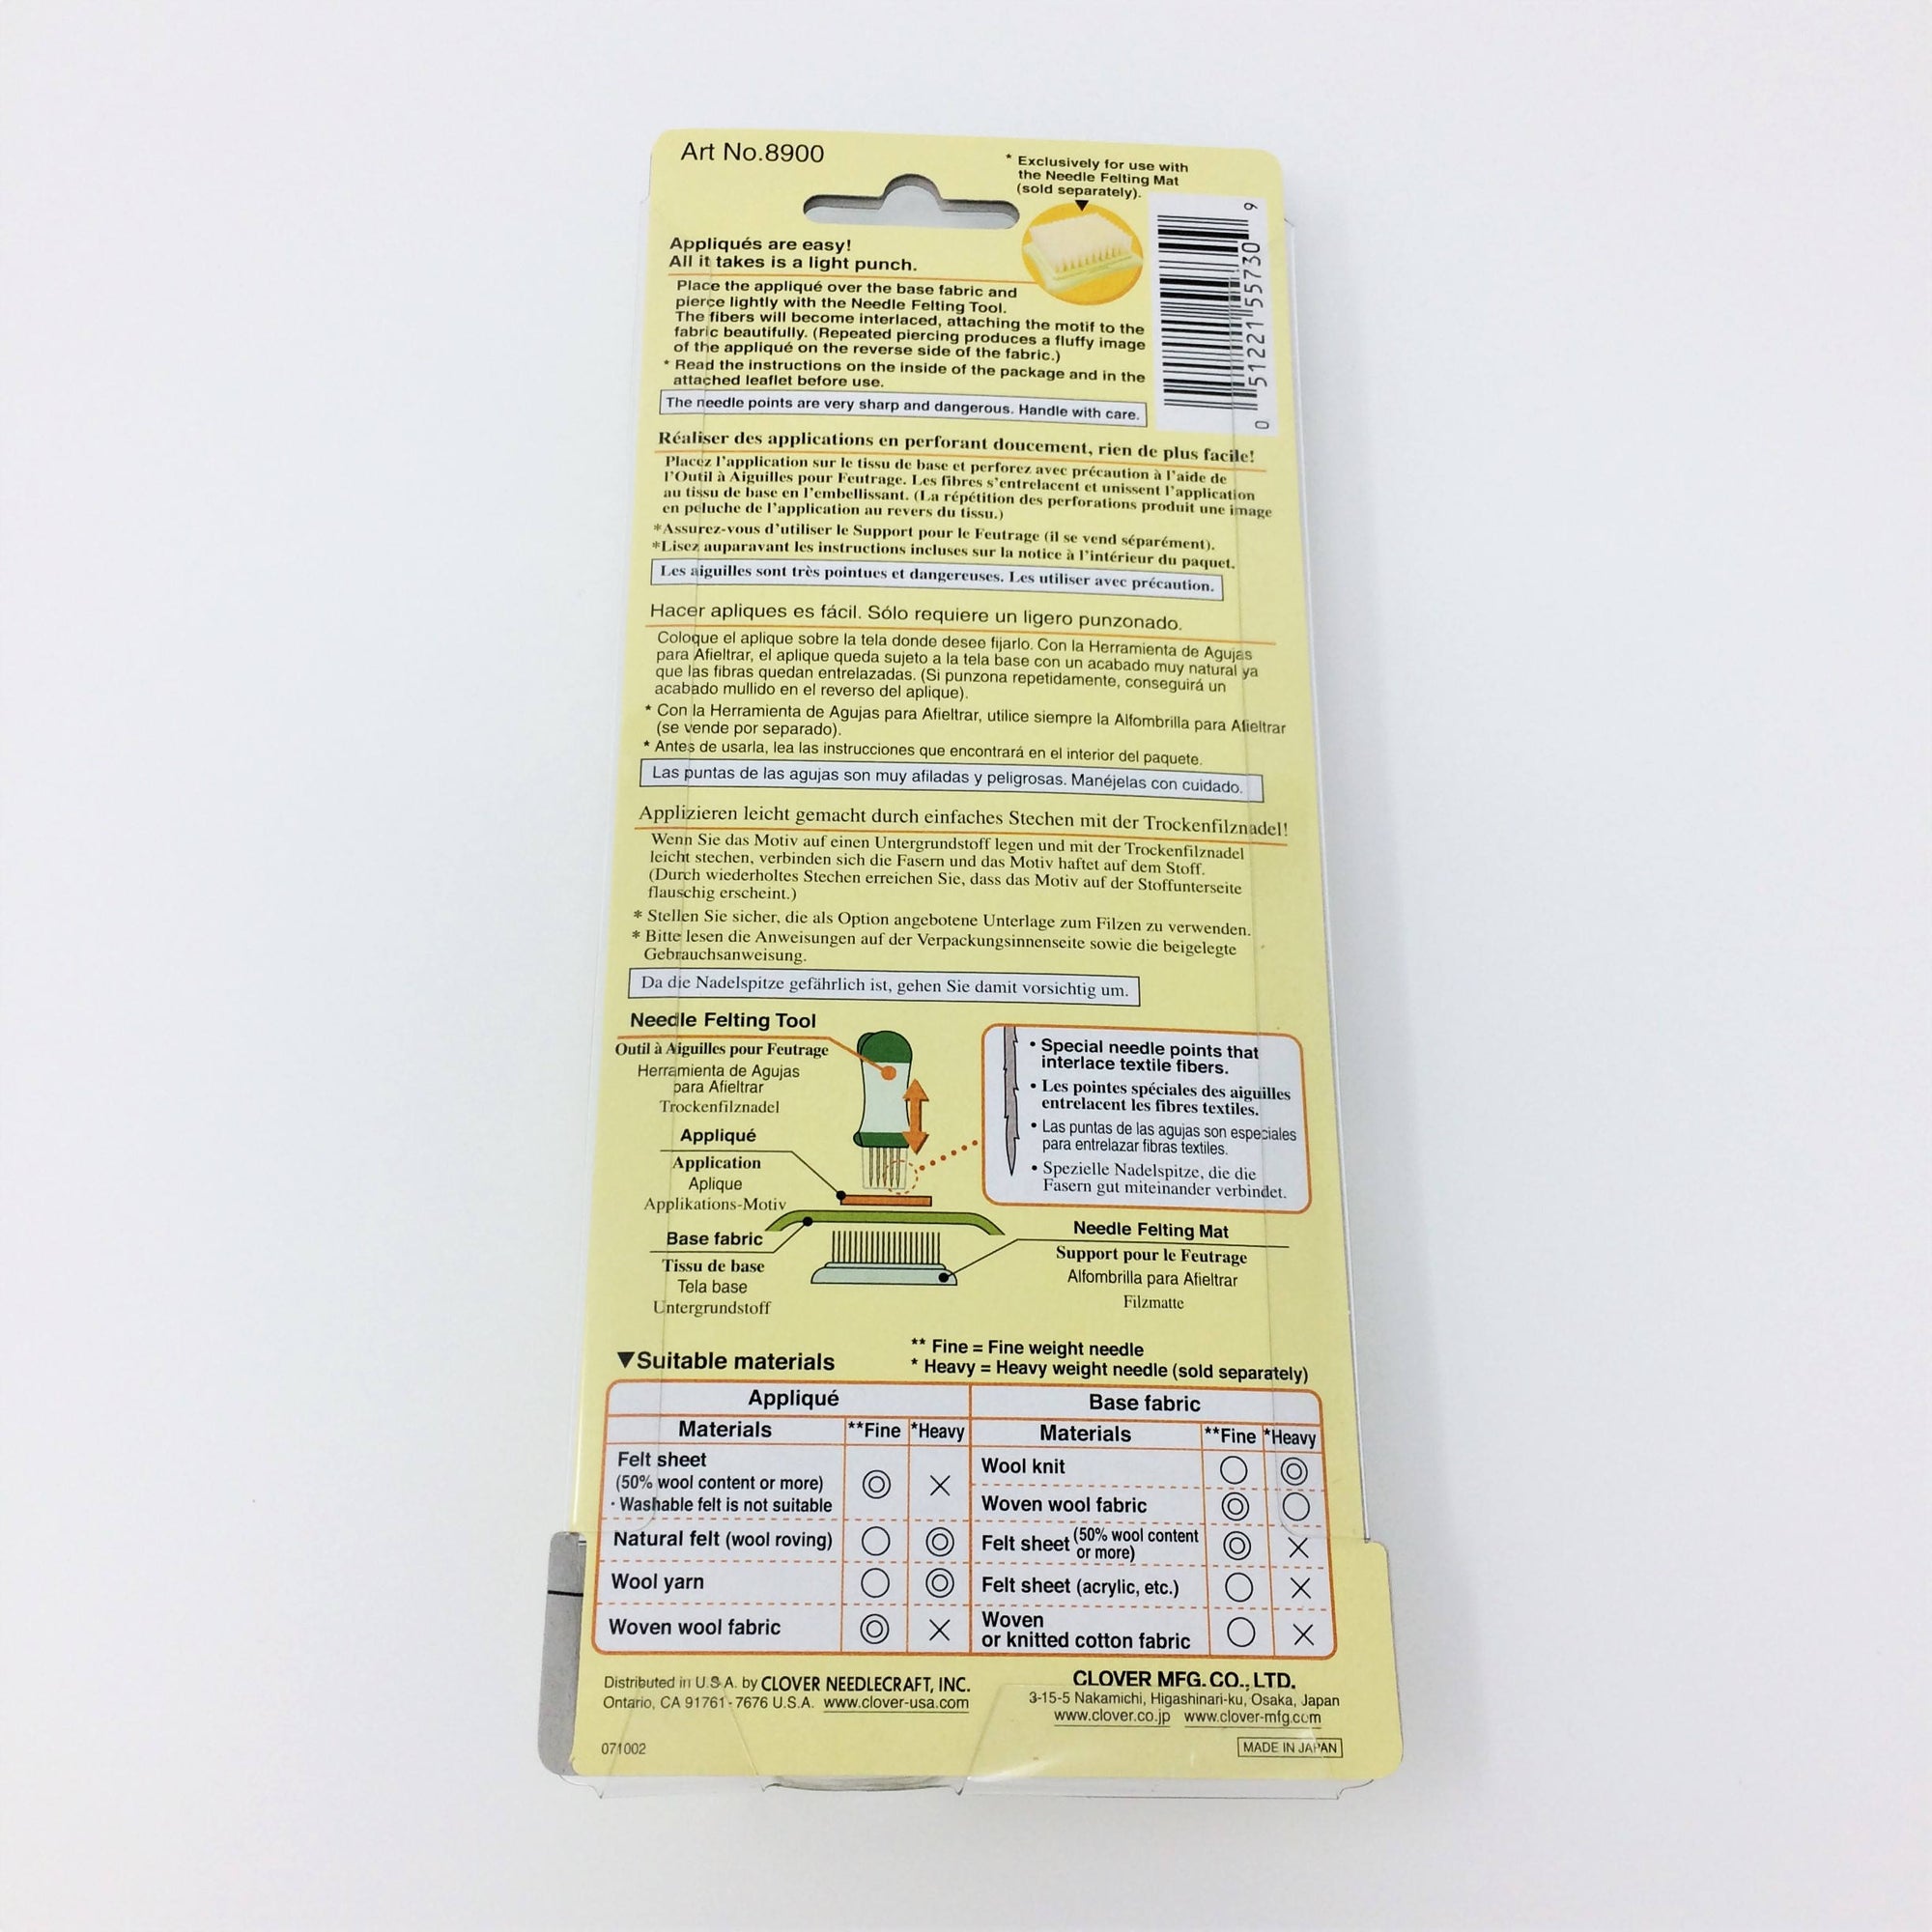 Art No.8900
* Exclusively for use with
the Needle Felting Mat
(sold separately).
0 51221 55730 9
Appliqués are easy!
All it takes is a light punch.
Place the appliqué over the base fabric and
pierce lightly with the Needle Felting Tool.
The fibers will become interlaced, attaching the motif to the
fabric beautifully. (Repeated piercing produces a fluffy image
of the appliqué on the reverse side of the fabric.)
* Read the instructions on the inside of the package and in the
attached leaflet before use.
The needle points are very sharp and dangerous. Handle with care.
Réaliser des applications en perforant doucement, rien de plus facile!
Placez l'application sur le tissu de base et perforez avec précaution à l'aide de
l'Outil à Aiguilles pour Feutrage. Les fibres s'entrelacent et unissent l'application
au tissu de base en l'embellissant. (La répétition des perforations produit une image
en peluche de l'application au revers du tissu.)
*Assurez-vous d'utiliser le Support pour le Feutrage (il se vend séparément).
*Lisez auparavant les instructions incluses sur la notice à l'intérieur du paquet.
Les aiguilles sont très pointues et dangereuses. Les utiliser avec précaution.
Hacer apliques es fácil. Sólo requiere un ligero punzonado.
Coloque el aplique sobre la tela donde desee fijarlo. Con la Herramienta de Agujas
para Afieltrar, el aplique queda sujeto a la tela base con un acabado muy natural ya
que las fibras quedan entrelazadas. (Si punzona repetidamente, conseguirá un
acabado mullido en el reverso del aplique).
* Con la Herramienta de Agujas para Afieltrar, utilice siempre la Alfombrilla para Afieltrar
(se vende por separado).
* Antes de usarla, lea las instrucciones que encontrará en el interior del paquete.
Las puntas de las agujas son muy afiladas y peligrosas. Manéjelas con cuidado.
Applizieren leicht gemacht durch einfaches Stechen mit der Trockenfilznadel!
Wenn Sie das Motiv auf einen Untergrundstoff legen und mit der Trockenfilznadel
leicht stechen, verbinden sich die Fasern und das Motiv haftet auf dem Stoff.
(Durch wiederholtes Stechen erreichen Sie, dass das Motiv auf der Stoffunterseite
flauschig erscheint.)
* Stellen Sie sicher, die als Option angebotene Unterlage zum Filzen zu verwenden.
* Bitte lesen die Anweisungen auf der Verpackungsinnenseite sowie die beigelegte
Gebrauchsanweisung.
Da die Nadelspitze gefährlich ist, gehen Sie damit vorsichtig um.
Needle Felting Tool
Outil à Aiguilles pour Feutrage
Herramienta de Agujas
para Afieltrar
Trockenfilznadel
• Special needle points that
interlace textile fibers.
• Les pointes spéciales des aiguilles
entrelacent les fibres textiles.
• Las puntas de las agujas son especiales
para entrelazar fibras textiles.
• Spezielle Nadelspitze, die die
Fasern gut miteinander verbindet.
Appliqué
Application
Aplique
Applikations-Motiv
Base fabric
Tissu de base
Tela base
Untergrundstoff
Needle Felting Mat
Support pour le Feutrage
Alfombrilla para Afieltrar
Filzmatte
▼Suitable materials
** Fine = Fine weight needle
* Heavy = Heavy weight needle (sold separately)
Appliqué
Materials **Fine *Heavy
Felt sheet
(50% wool content or more) ◎ ×
· Washable felt is not suitable
Natural felt (wool roving) ○ ◎
Wool yarn ○ ◎
Woven wool fabric ◎ ×
Base fabric
Materials **Fine *Heavy
Wool knit ○ ◎
Woven wool fabric ◎ ○
Felt sheet (50% wool content
or more) ◎ ×
Felt sheet (acrylic, etc.) ○ ×
Woven
or knitted cotton fabric ○ ×
Distributed in U.S.A. by CLOVER NEEDLECRAFT, INC.
Ontario, CA 91761-7676 U.S.A. www.clover-usa.com
CLOVER MFG. CO., LTD.
3-15-5 Nakamichi, Higashinari-ku, Osaka, Japan
www.clover.co.jp www.clover-mfg.com
071002
MADE IN JAPAN